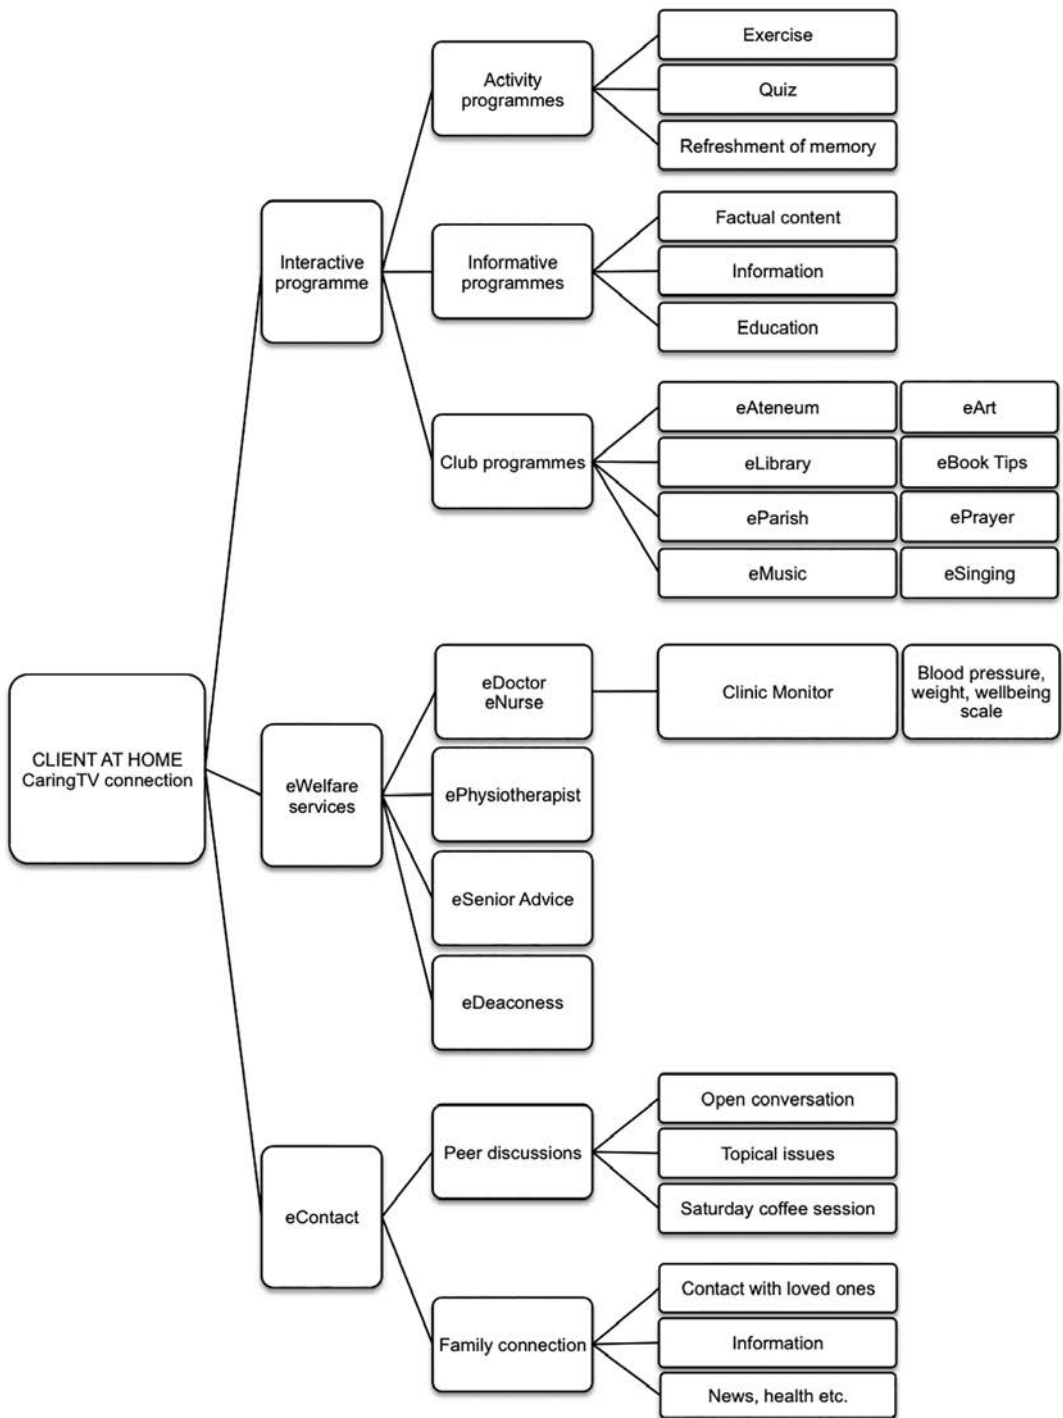 Exercise
Activity
programmes
Quiz
Refreshment of memory
Factual content
Interactive
programme
Informative
programmes
Information
Education
eAteneum
eArt
Club programmes
eLibrary
eBook Tips
eParish
ePrayer
eMusic
eSinging
CLIENT AT HOME
CaringTV connection
eWelfare
services
eDoctor
eNurse
Clinic Monitor
Blood pressure,
weight, wellbeing
scale
ePhysiotherapist
eSenior Advice
eDeaconess
eContact
Peer discussions
Open conversation
Topical issues
Saturday coffee session
Family connection
Contact with loved ones
Information
News, health etc.